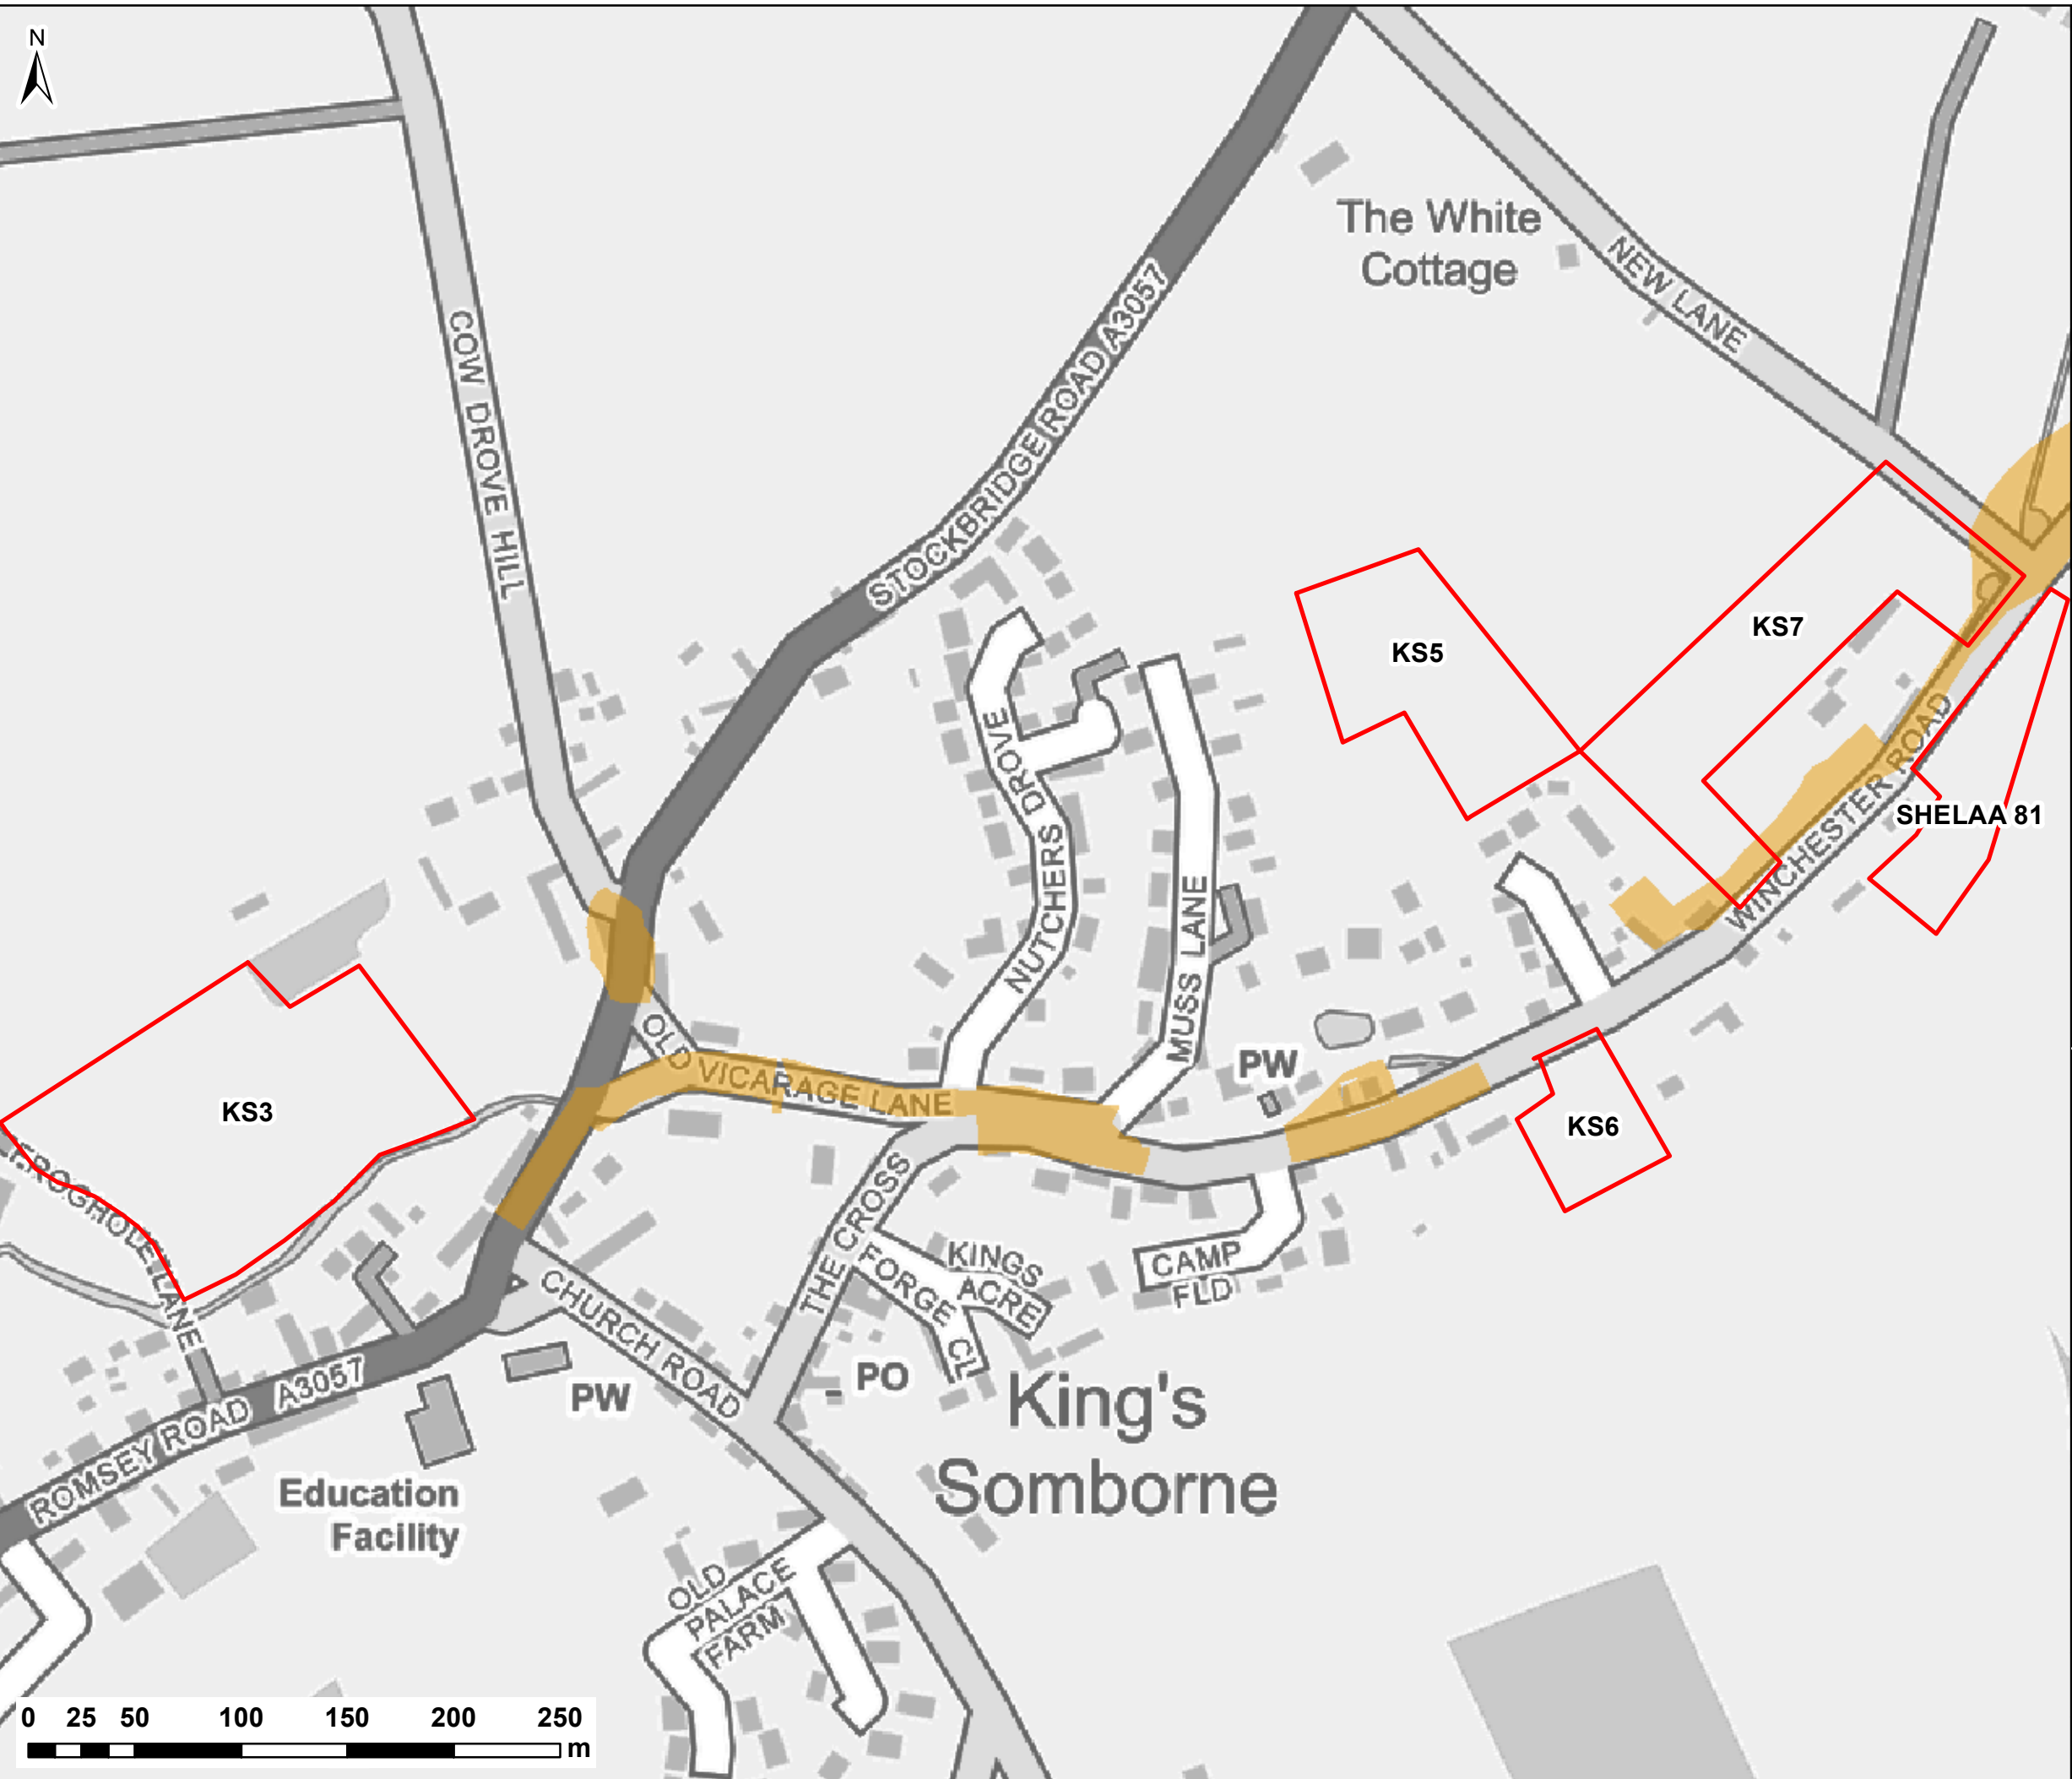 N
The White
Cottage
NEW LANE
COW DROVE HILL
STOCKBRIDGE ROAD A3057
KS7
KS5
NUTCHERS DROVE
MUSS LANE
WINCHESTER ROAD
SHELAA 81
KS3
OLD VICARAGE LANE
PW
KS6
FROGHOLE LANE
THE CROSS
CAMP
FLD
KINGS
ACRE
FORGE CL
CHURCH ROAD
PO
PW
King's
Somborne
ROMSEY ROAD A3057
Education
Facility
OLD
PALACE
FARM
0 25 50 100 150 200 250
m